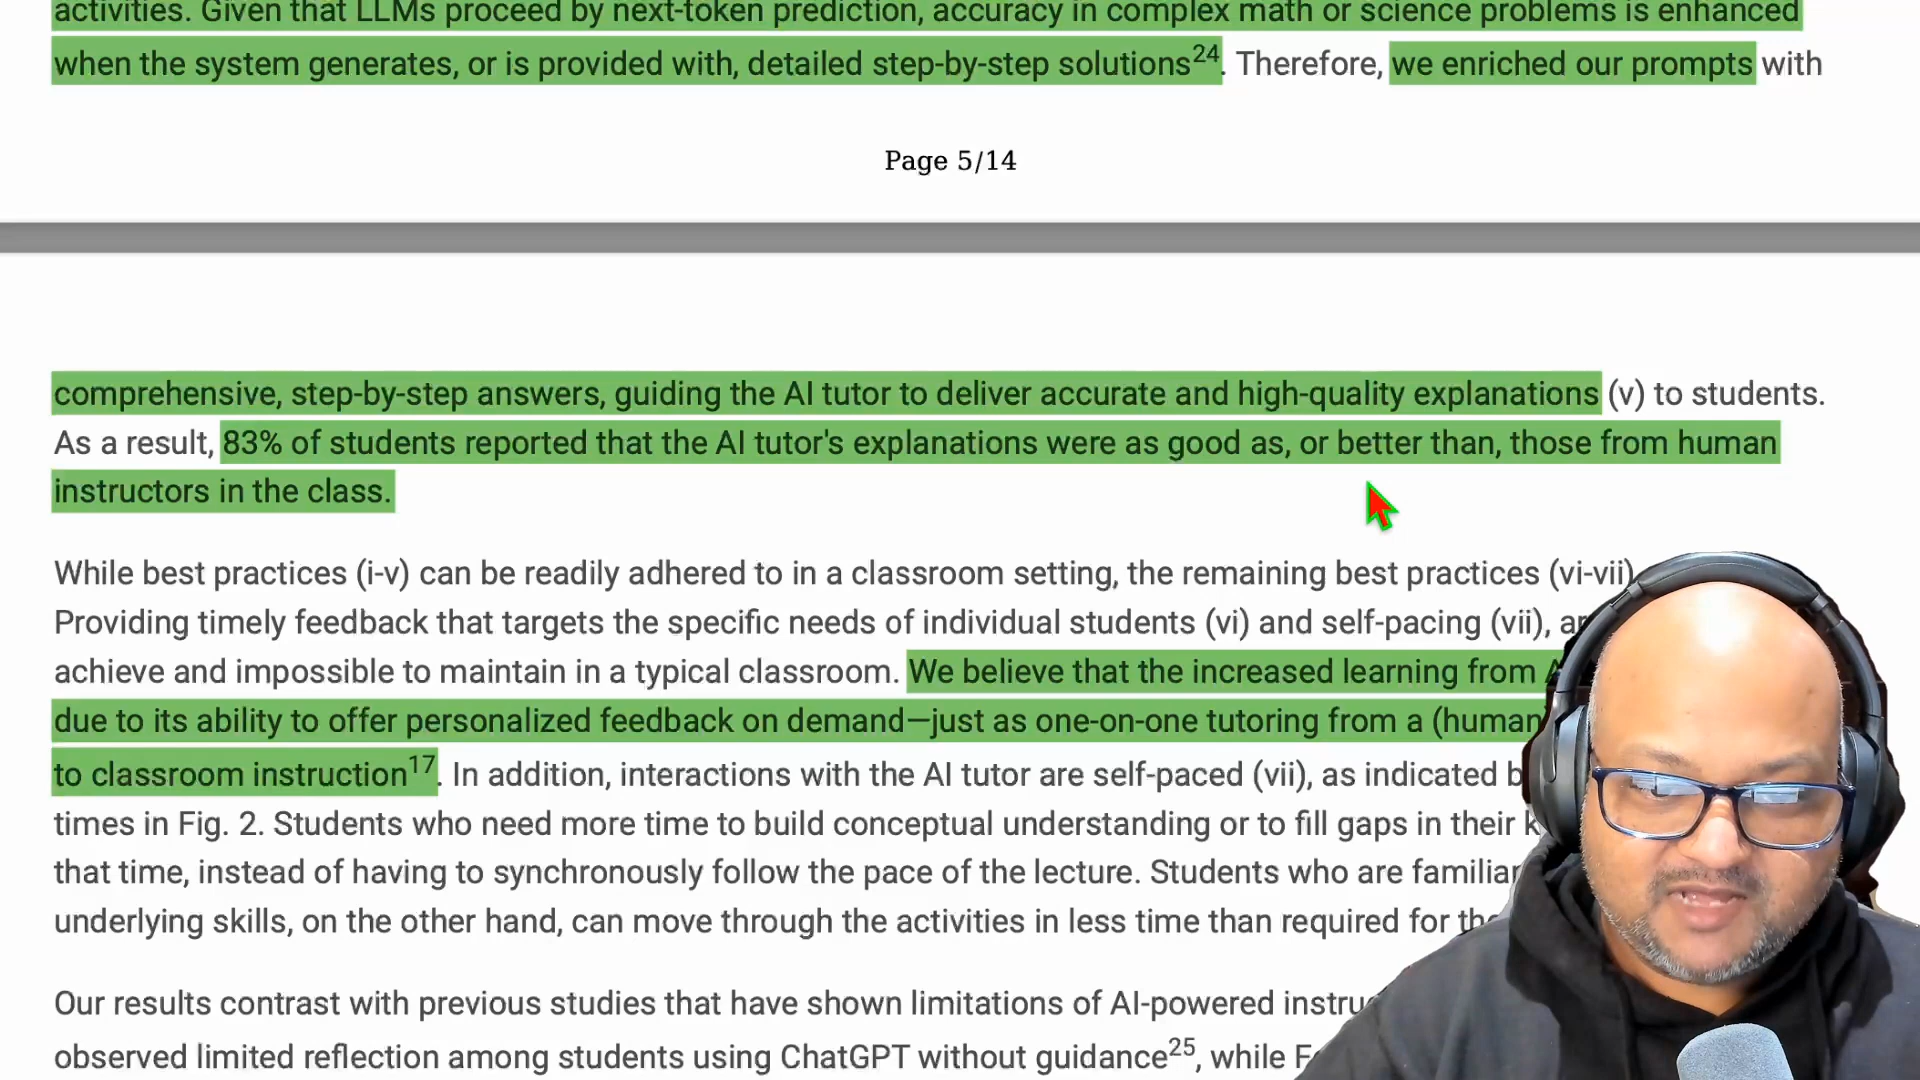 activities. Given that LLMs proceed by next-token prediction, accuracy in complex math or science problems is enhanced
when the system generates, or is provided with, detailed step-by-step solutions24. Therefore, we enriched our prompts with
Page 5/14
comprehensive, step-by-step answers, guiding the AI tutor to deliver accurate and high-quality explanations (v) to students.
As a result, 83% of students reported that the AI tutor's explanations were as good as, or better than, those from human
instructors in the class.
While best practices (i-v) can be readily adhered to in a classroom setting, the remaining best practices (vi-vii)
Providing timely feedback that targets the specific needs of individual students (vi) and self-pacing (vii),
achieve and impossible to maintain in a typical classroom. We believe that the increased learning from
due to its ability to offer personalized feedback on demand—just as one-on-one tutoring from a (human
to classroom instruction17. In addition, interactions with the AI tutor are self-paced (vii), as indicated
times in Fig. 2. Students who need more time to build conceptual understanding or to fill gaps in their
that time, instead of having to synchronously follow the pace of the lecture. Students who are familiar
underlying skills, on the other hand, can move through the activities in less time than required for
Our results contrast with previous studies that have shown limitations of AI-powered
observed limited reflection among students using ChatGPT without guidance25, while